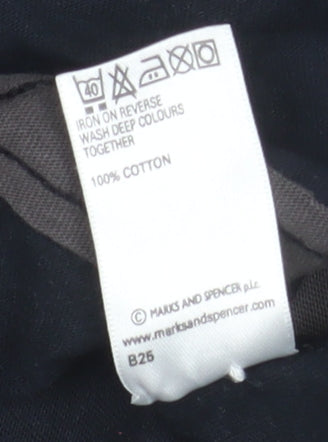 40
IRON ON REVERSE
WASH DEEP COLOURS
TOGETHER
100% COTTON
© MARKS AND SPENCER p.l.c.
www.marksandspencer.com
B25